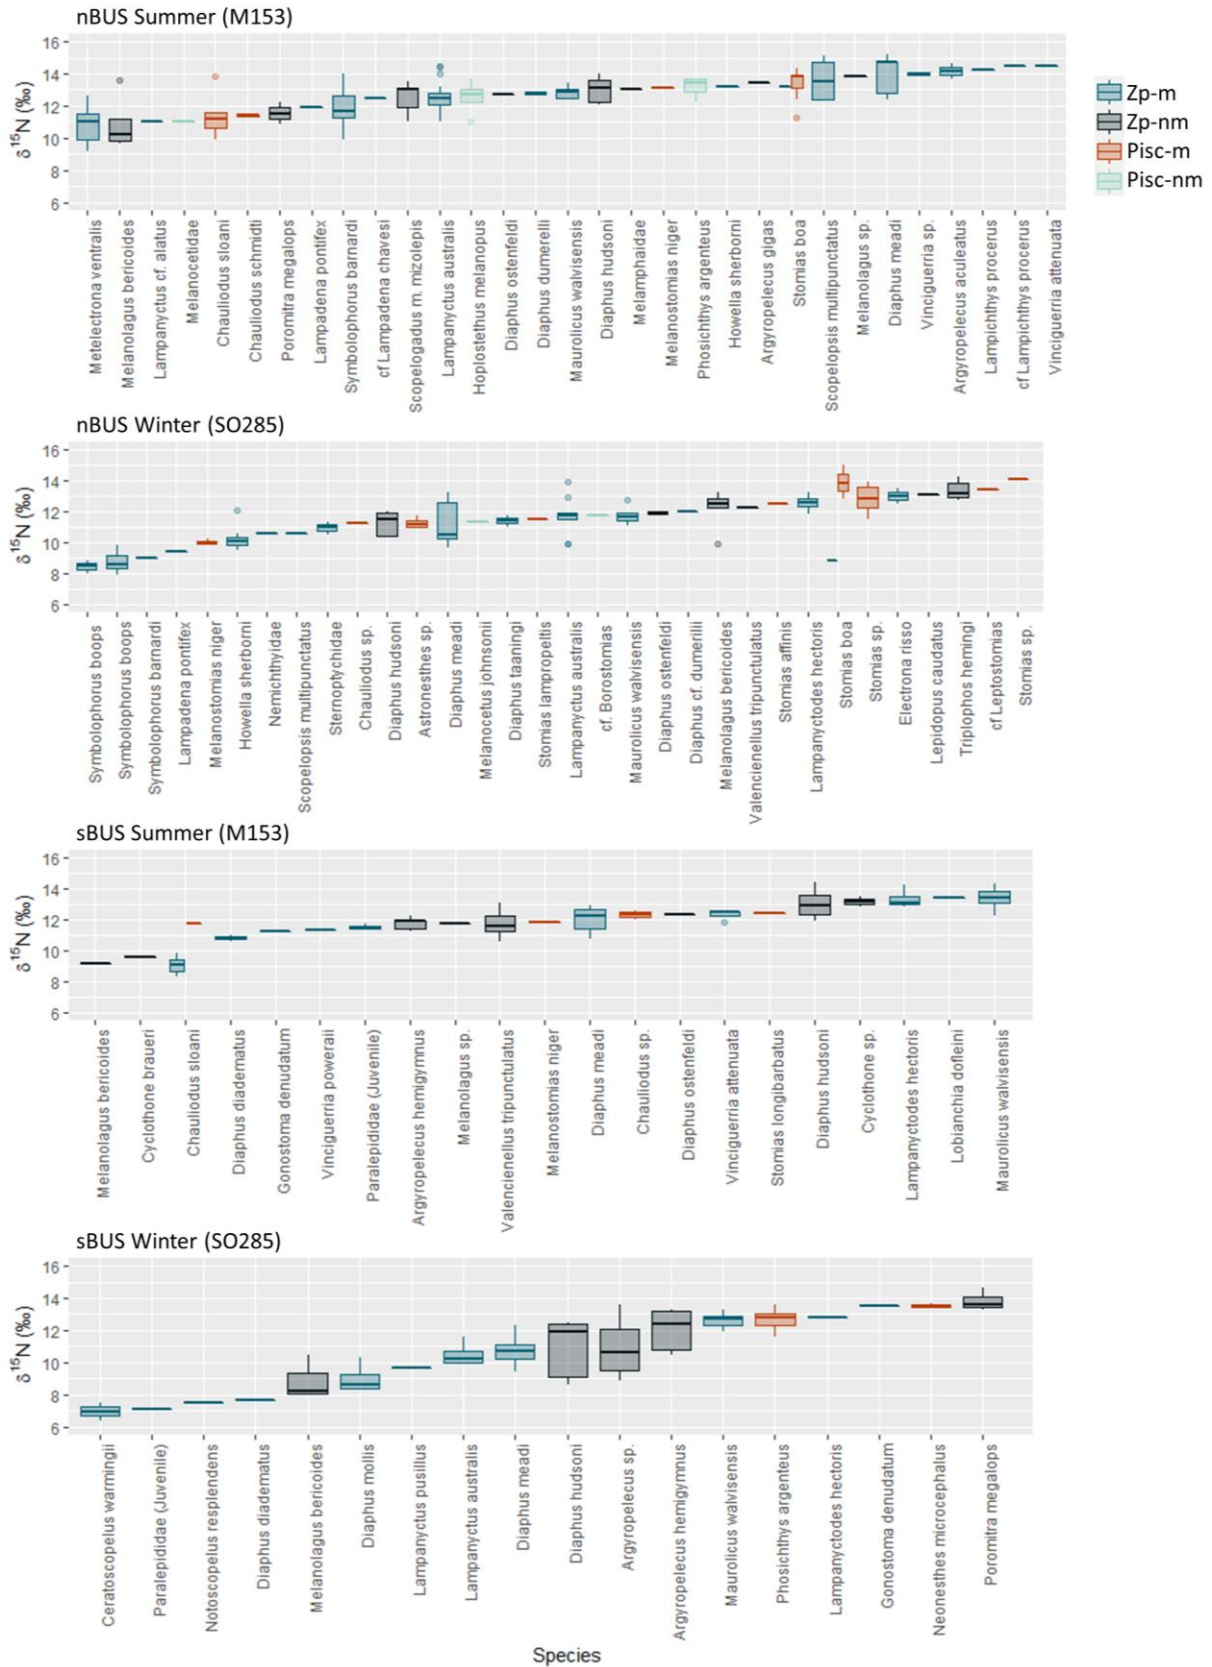 nBUS Summer (M153)
16
14
12
10
8
6
δ¹⁵N (‰)
Zp-m
Zp-nm
Pisc-m
Pisc-nm
Metelectrona ventralis
Melanolagus bericoides
Lampanyctus cf. alatus
Melanocetidae
Chauliodus sloani
Chauliodus schmidti
Poromitra megalops
Lampadena pontifex
Symbolophorus barnardi
cf Lampadena chavesi
Scopelogadus m. mizolepis
Lampanyctus australis
Hoplostethus melanopus
Diaphus ostenfeldi
Diaphus dumerelli
Maurolicus walvisensis
Diaphus hudsoni
Melamphaidae
Melanostomias niger
Phosichthys argenteus
Howella sherborni
Argyropelecus gigas
Stomias boa
Scopelopsis multipunctatus
Melanolagus sp.
Diaphus meadi
Vinciguerria sp.
Argyropelecus aculeatus
Lampichthys procerus
cf Lampichthys procerus
Vinciguerria attenuata
nBUS Winter (SO285)
16
14
12
10
8
6
δ¹⁵N (‰)
Symbolophorus boops
Symbolophorus boops
Symbolophorus barnardi
Lampadena pontifex
Melanostomias niger
Howella sherborni
Nemichthyidae
Scopelopsis multipunctatus
Sternoptychidae
Chauliodus sp.
Diaphus hudsoni
Astronesthes sp.
Diaphus meadi
Melanocetus johnsonii
Diaphus taaningi
Stomias lampropeltis
Lampanyctus australis
cf. Borostomias
Maurolicus walvisensis
Diaphus ostenfeldi
Diaphus cf. dumerilii
Melanolagus bericoides
Valencienellus tripunctulatus
Stomias affinis
Lampanyctodes hectoris
Stomias boa
Stomias sp.
Electrona risso
Lepidopus caudatus
Triplophos hemingi
cf Leptostomias
Stomias sp.
sBUS Summer (M153)
16
14
12
10
8
6
δ¹⁵N (‰)
Melanolagus bericoides
Cyclothone braueri
Chauliodus sloani
Diaphus diadematus
Gonostoma denudatum
Vinciguerria poweraii
Paralepididae (Juvenile)
Argyropelecus hemigymnus
Melanolagus sp.
Valencienellus tripunctulatus
Melanostomias niger
Diaphus meadi
Chauliodus sp.
Diaphus ostenfeldi
Vinciguerria attenuata
Stomias longibarbatus
Diaphus hudsoni
Cyclothone sp.
Lampanyctodes hectoris
Lobianchia dofleini
Maurolicus walvisensis
sBUS Winter (SO285)
16
14
12
10
8
6
δ¹⁵N (‰)
Ceratoscopelus warmingii
Paralepididae (Juvenile)
Notoscopelus resplendens
Diaphus diadematus
Melanolagus bericoides
Diaphus mollis
Lampanyctus pusillus
Lampanyctus australis
Diaphus meadi
Diaphus hudsoni
Argyropelecus sp.
Argyropelecus hemigymnus
Maurolicus walvisensis
Phosichthys argenteus
Lampanyctodes hectoris
Gonostoma denudatum
Neonesthes microcephalus
Poromitra megalops
Species